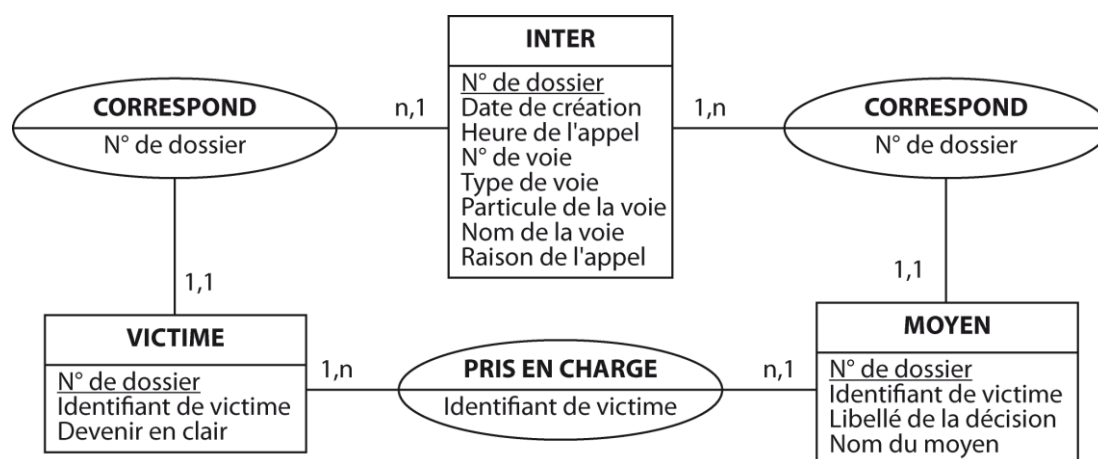 INTER
N° de dossier
Date de création
Heure de l'appel
N° de voie
Type de voie
Particule de la voie
Nom de la voie
Raison de l'appel
CORRESPOND
N° de dossier
n,1
1,n
CORRESPOND
N° de dossier
1,1
1,1
VICTIME
N° de dossier
Identifiant de victime
Devenir en clair
1,n
PRIS EN CHARGE
Identifiant de victime
n,1
MOYEN
N° de dossier
Identifiant de victime
Libellé de la décision
Nom du moyen